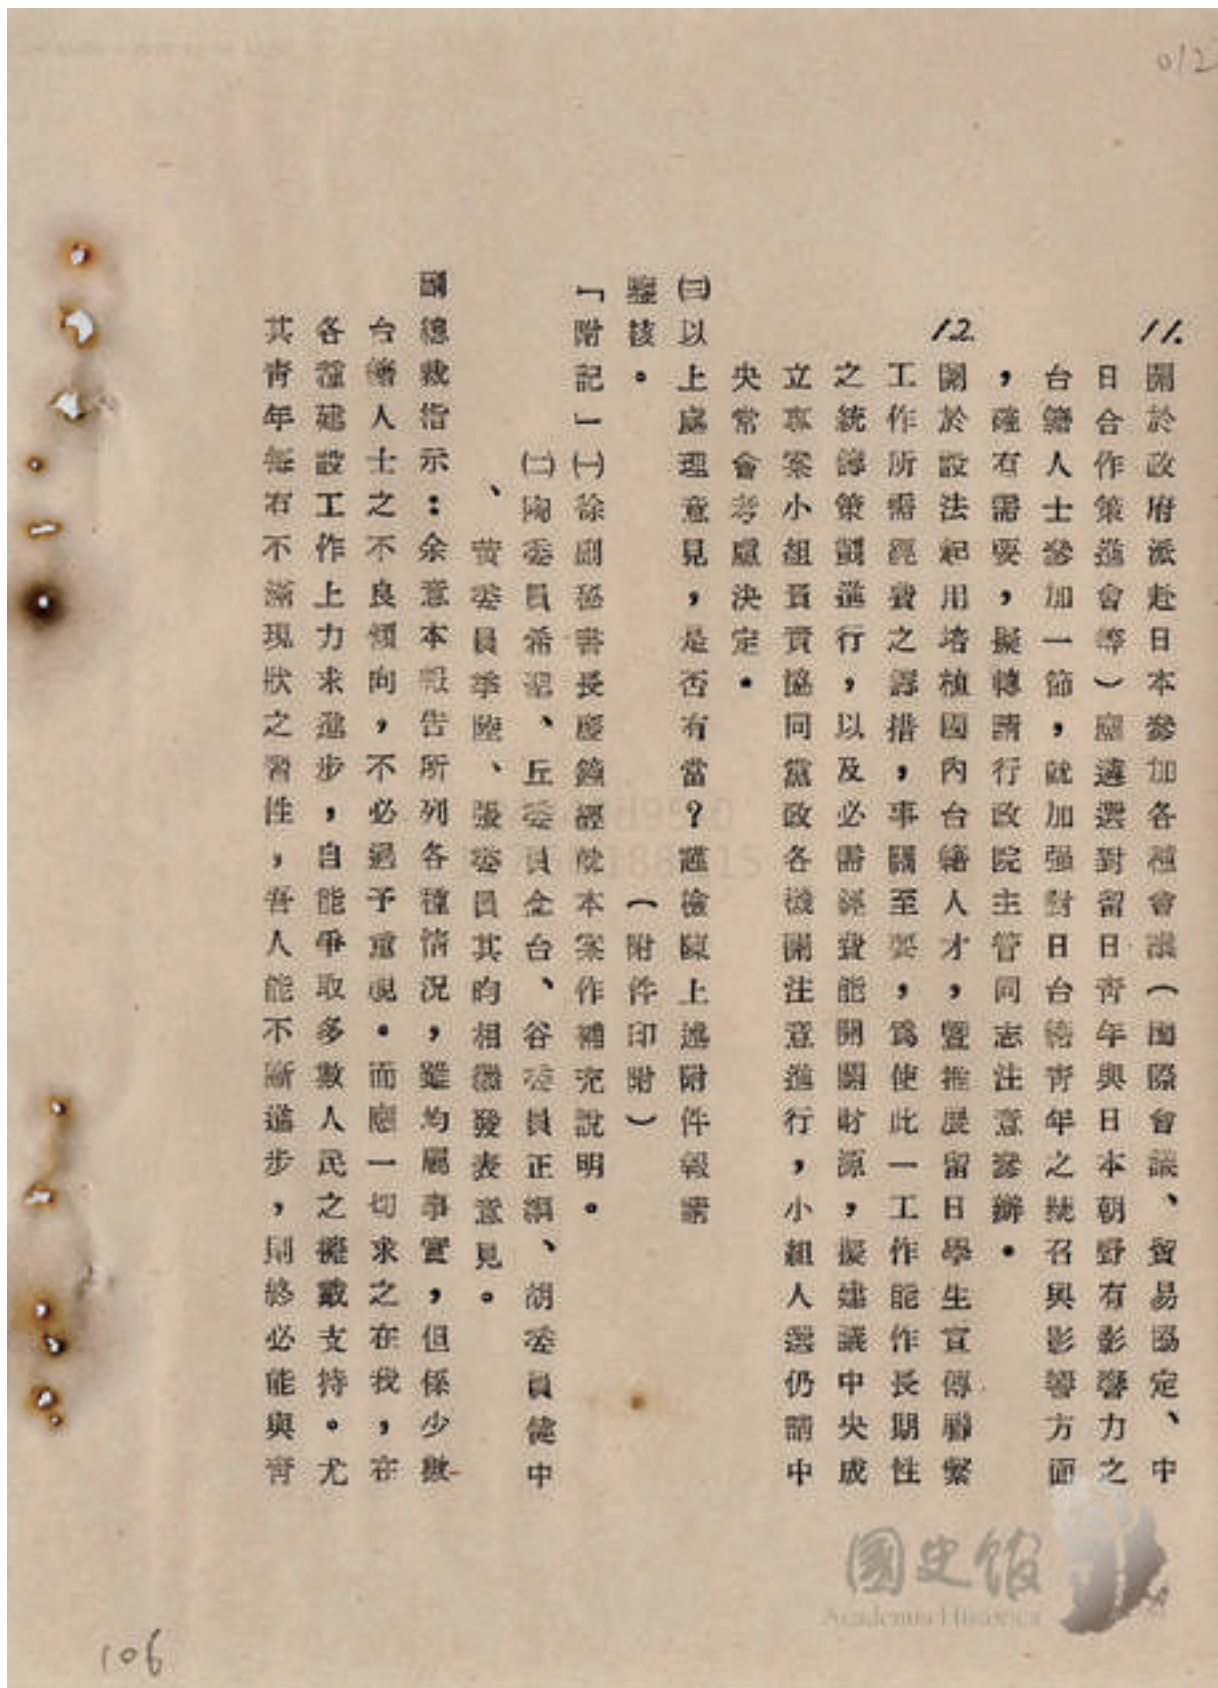 012
11.關於政府派赴日本參加各種會議（國際會議、貿易協定、中
日合作策進會等）應遴選對留日青年與日本朝野有影響力之
台籍人士參加一節，就加强對日台籍青年之統召與影響方面
，確有需要，擬轉請行政院主管同志注意參辦。
12.關於設法起用培植國內台籍人才，暨推展留日學生宣傳聯繫
工作所需經費之籌措，事關至要，爲使此一工作能作長期性
之統籌策劃進行，以及必需經費能開闢財源，擬建議中央成
立專案小組負責協同黨政各機關注意進行，小組人選仍請中
央常會考慮決定。
㈢以上處理意見，是否有當？謹檢陳上述附件報請
鑒核。（附件印附）
「附記」㈠徐副秘書長慶鐘經就本案作補充說明。
㈡陶委員希聖、丘委員念台、谷委員正綱、胡委員健中
、黃委員季陸、張委員其昀相繼發表意見。
副總裁指示：余意本報告所列各種情況，雖均屬事實，但係少數
台籍人士之不良傾向，不必過予重視。而應一切求之在我，在
各種建設工作上力求進步，自能爭取多數人民之擁戴支持。尤
其青年每有不滿現狀之習性，吾人能不斷進步，則終必能與青
國史館
Academia Historica
106